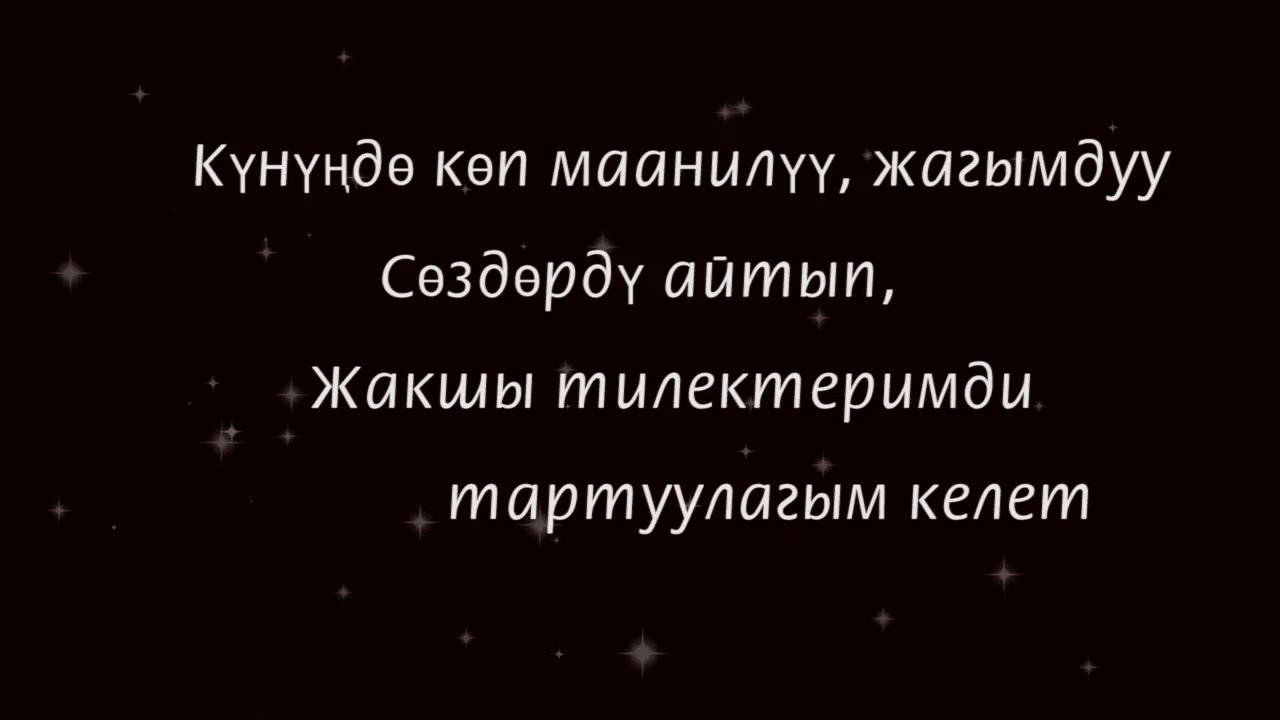 Күнүңдө көп маанилүү, жагымдуу
Сөздөрдү айтып,
Жакшы тилектеримди
тартуулагым келет